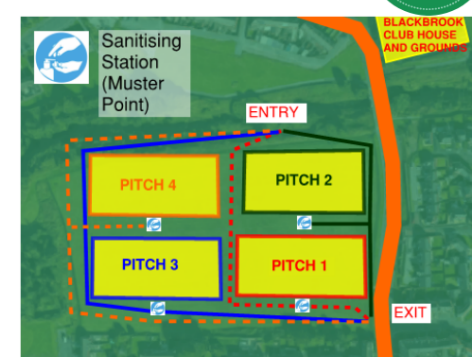 BLACKBROOK
CLUB HOUSE
AND GROUNDS
Sanitising
Station
(Muster
Point)
ENTRY
PITCH 4
PITCH 2
PITCH 3
PITCH 1
EXIT